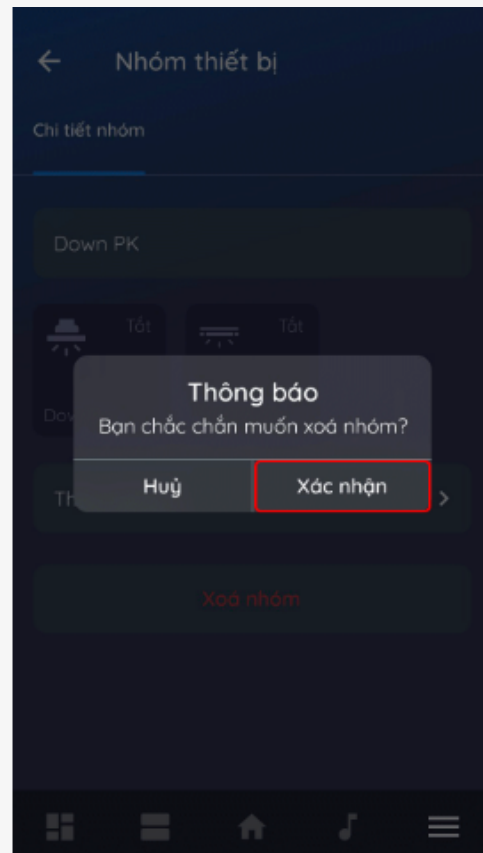 Nhóm thiết bị
Chi tiết nhóm
Down PK
Tắt
Tắt
Thông báo
Bạn chắc chắn muốn xoá nhóm?
Huỷ
Xác nhận
Xoá nhóm